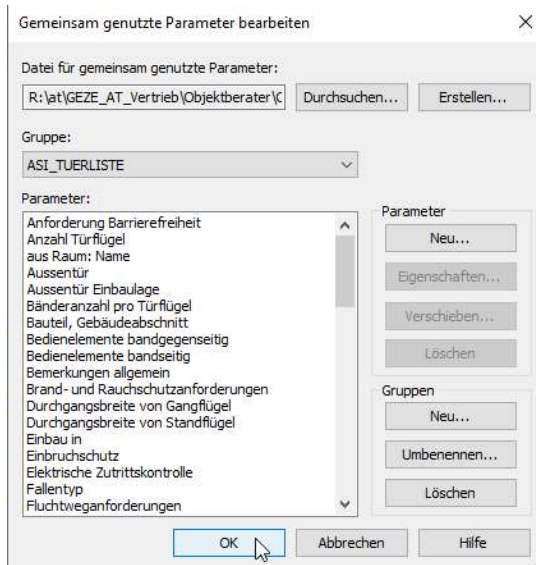 Gemeinsam genutzte Parameter bearbeiten
Datei für gemeinsam genutzte Parameter:
R:\at\GEZE_AT_Vertrieb\Objektberater\C
Durchsuchen...
Erstellen...
Gruppe:
ASI_TUERLISTE
Parameter:
Anforderung Barrierefreiheit
Anzahl Türflügel
aus Raum: Name
Aussentür
Aussentür Einbaulage
Bänderanzahl pro Türflügel
Bauteil, Gebäudeabschnitt
Bedienelemente bandgegenseitig
Bedienelemente bandseitig
Bemerkungen allgemein
Brand- und Rauchschutzanforderungen
Durchgangsbreite von Gangflügel
Durchgangsbreite von Standflügel
Einbau in
Einbruchschutz
Elektrische Zutrittskontrolle
Fallentyp
Fluchtweganforderungen
Parameter
Neu...
Eigenschaften...
Verschieben...
Löschen
Gruppen
Neu...
Umbenennen...
Löschen
OK
Abbrechen
Hilfe